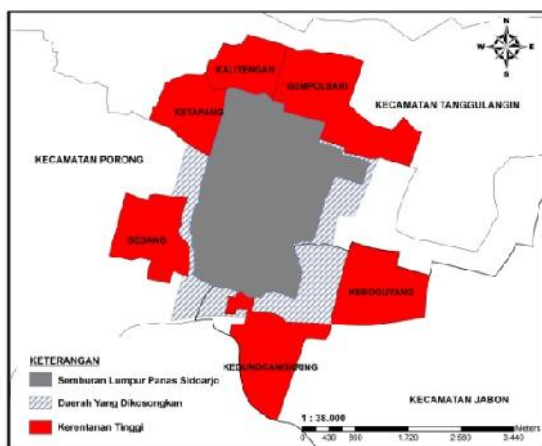 N
W E
S
KALITENGAH
GEMPOLSARI
KETAPANG
KECAMATAN TANGGULANGIN
KECAMATAN PORONG
GEDANG
KEBOGUYANG
KEDUNGCANGKRING
KETERANGAN
Semburan Lumpur Panas Sidoarjo
Daerah Yang Dikosongkan
Kerentanan Tinggi
KECAMATAN JABON
1 : 38.000
0 430 860 1.720 2.580 3.440
Meters